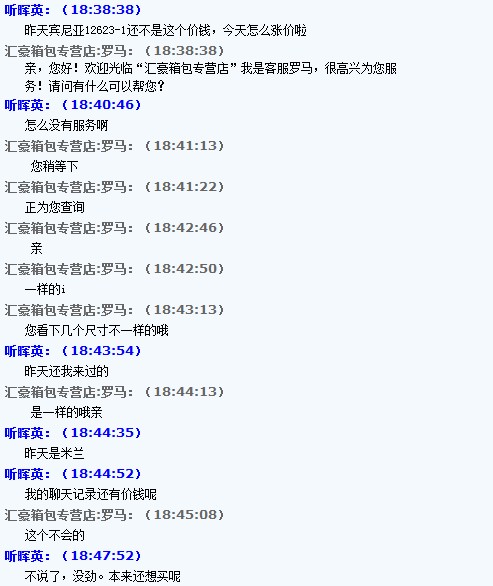 听晖英：（18:38:38）
昨天宾尼亚12623-1还不是这个价钱，今天怎么涨价啦
汇豪箱包专营店:罗马：（18:38:38）
亲，您好！欢迎光临“汇豪箱包专营店”我是客服罗马，很高兴为您服
务！请问有什么可以帮您？
听晖英：（18:40:46）
怎么没有服务啊
汇豪箱包专营店:罗马：（18:41:13）
您稍等下
汇豪箱包专营店:罗马：（18:41:22）
正为您查询
汇豪箱包专营店:罗马：（18:42:46）
亲
汇豪箱包专营店:罗马：（18:42:50）
一样的i
汇豪箱包专营店:罗马：（18:43:13）
您看下几个尺寸不一样的哦
听晖英：（18:43:54）
昨天还我来过的
汇豪箱包专营店:罗马：（18:44:13）
是一样的哦亲
听晖英：（18:44:35）
昨天是米兰
听晖英：（18:44:52）
我的聊天记录还有价钱呢
汇豪箱包专营店:罗马：（18:45:08）
这个不会的
听晖英：（18:47:52）
不说了，没劲。本来还想买呢